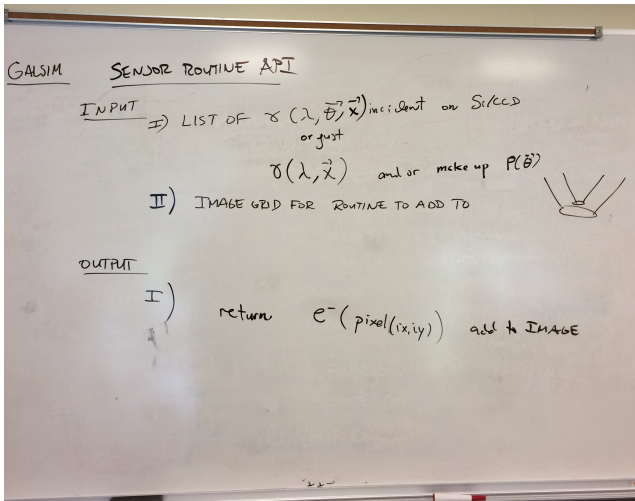 GALSIM SENSOR ROUTINE API
INPUT
I) LIST OF γ (λ, θ⃗, x⃗) incident on Si/CCD
or just
γ(λ, x⃗) and or make up P(θ⃗)
II) IMAGE GRID FOR ROUTINE TO ADD TO
OUTPUT
I)
return e⁻(pixel(ix,iy)) add to IMAGE